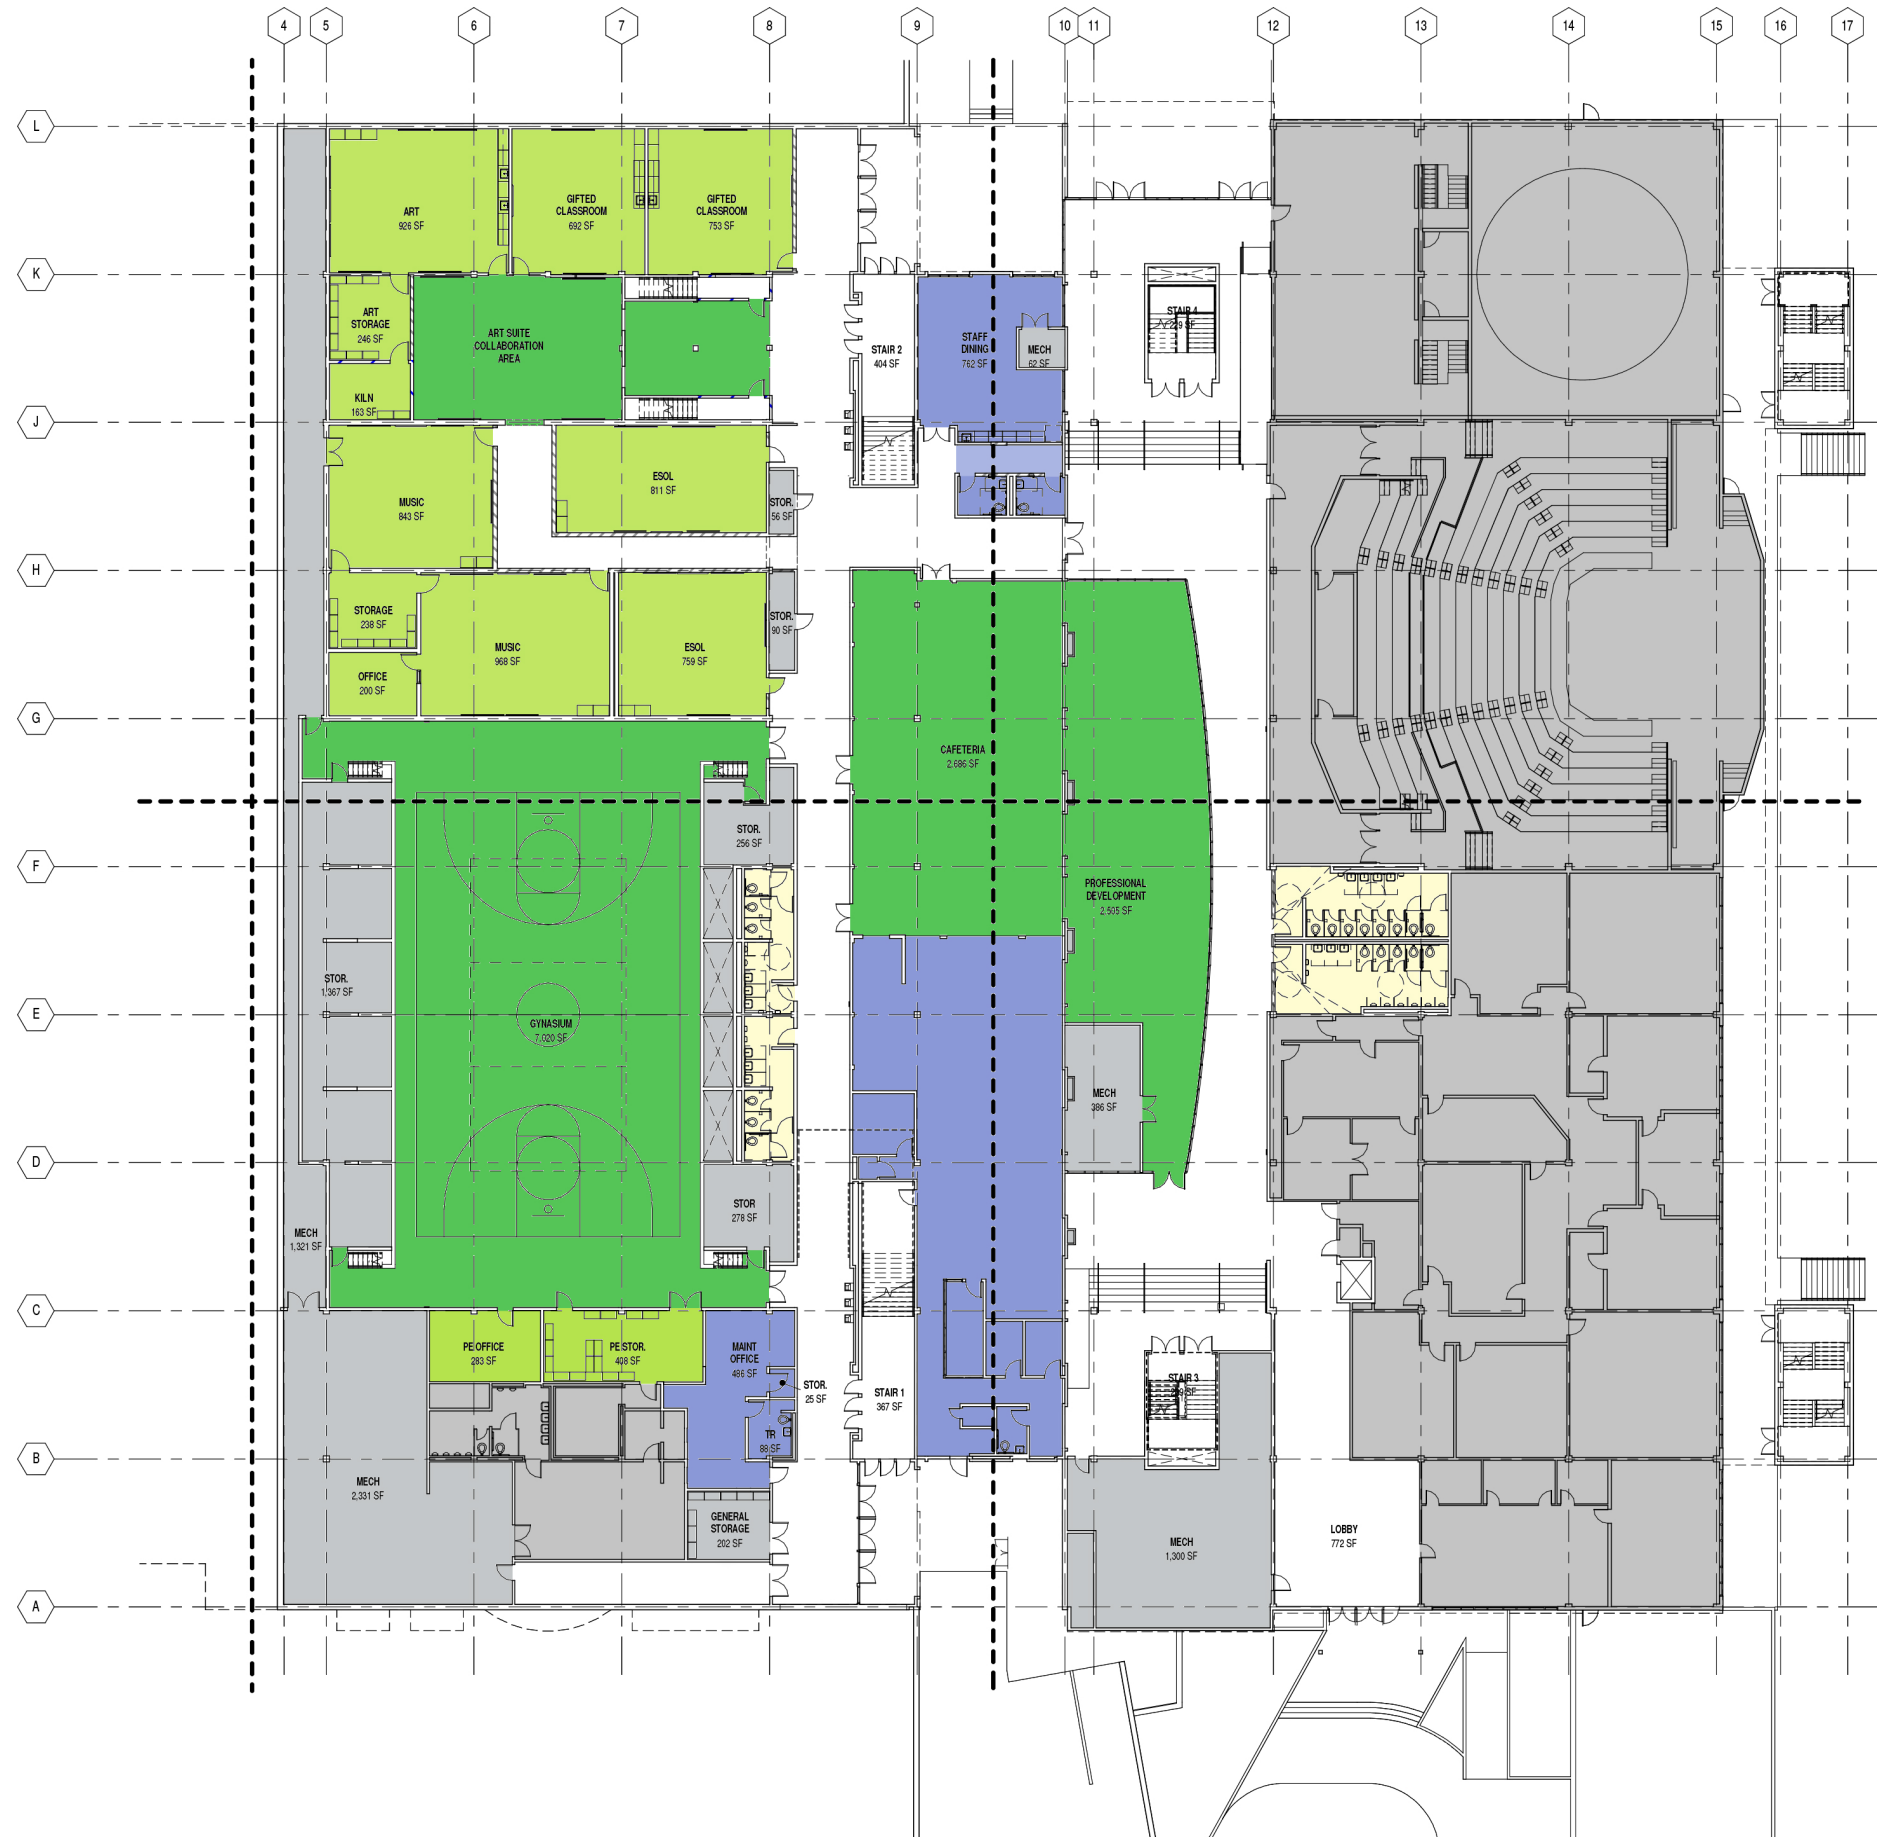 4 5 6 7 8 9 10 11 12 13 14 15 16 17
L
ART
926 SF
GIFTED
CLASSROOM
692 SF
GIFTED
CLASSROOM
753 SF
K
ART
STORAGE
246 SF
ART SUITE
COLLABORATION
AREA
STAIR 2
404 SF
STAFF
DINING
762 SF
MECH
62 SF
STAIR 4
KILN
163 SF
J
MUSIC
843 SF
ESOL
811 SF
STOR.
56 SF
H
STORAGE
238 SF
MUSIC
968 SF
ESOL
759 SF
STOR.
90 SF
OFFICE
200 SF
G
CAFETERIA
2,686 SF
STOR.
256 SF
F
PROFESSIONAL
DEVELOPMENT
2,505 SF
STOR.
1,367 SF
E
GYNASIUM
7,020 SF
MECH
386 SF
D
STOR
278 SF
MECH
1,321 SF
C
PE OFFICE
283 SF
PE STOR.
408 SF
MAINT
OFFICE
486 SF
STOR.
25 SF
STAIR 1
367 SF
STAIR 3
TR
88 SF
B
MECH
2,331 SF
GENERAL
STORAGE
202 SF
MECH
1,300 SF
LOBBY
772 SF
A